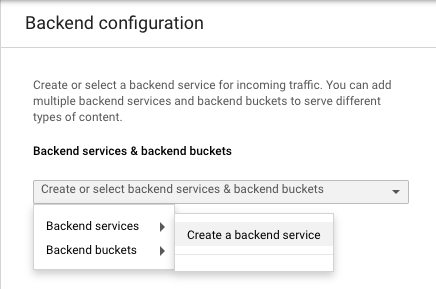 Backend configuration
Create or select a backend service for incoming traffic. You can add
multiple backend services and backend buckets to serve different
types of content.
Backend services & backend buckets
Create or select backend services & backend buckets
Backend services
Create a backend service
Backend buckets